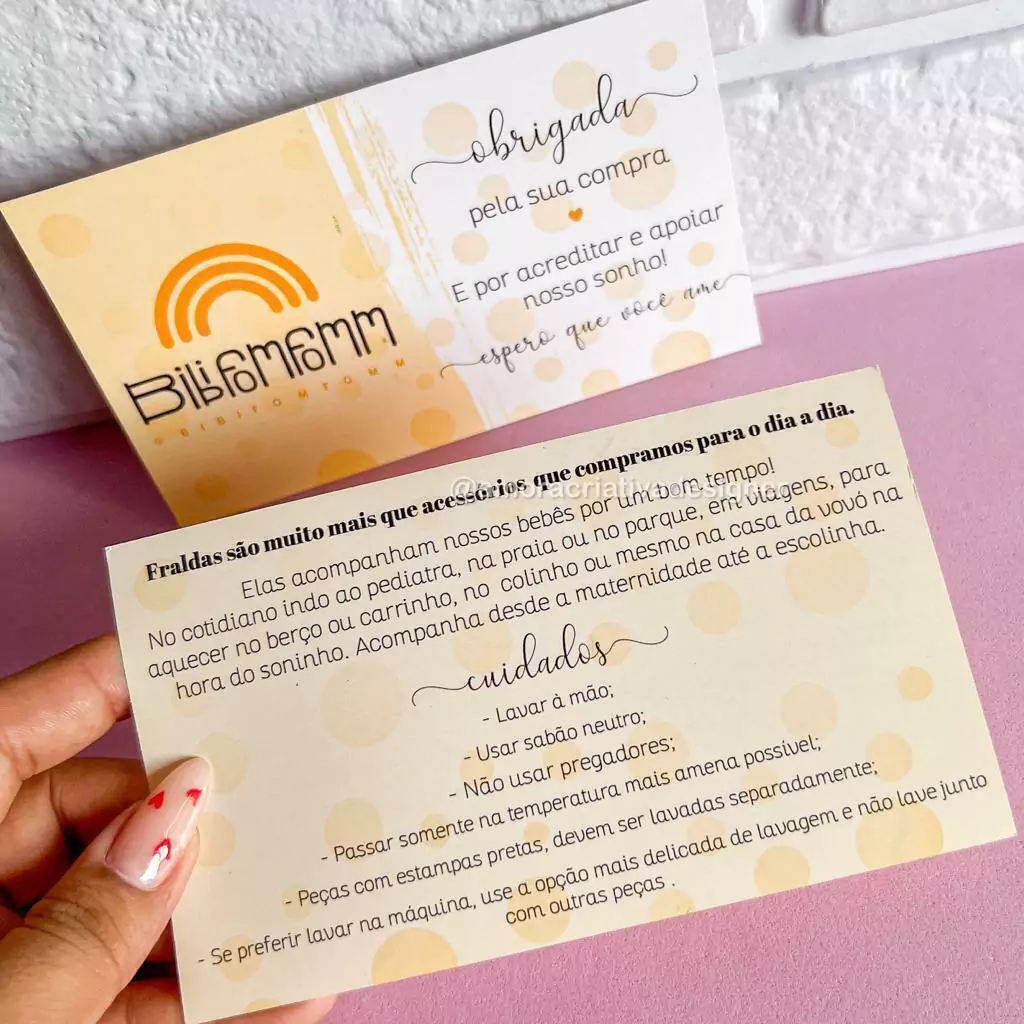 obrigada
pela sua compra
E por acreditar e apoiar
nosso sonho!
espero que você ame
BiBiFOMFOMM
@BIBIFOMFOMM
Fraldas são muito mais que acessórios que compramos para o dia a dia.
Elas acompanham nossos bebês por um bom tempo!
No cotidiano indo ao pediatra, na praia ou no parque, em viagens, para
aquecer no berço ou carrinho, no colinho ou mesmo na casa da vovó na
hora do soninho. Acompanha desde a maternidade até a escolinha.
cuidados
- Lavar à mão;
- Usar sabão neutro;
- Não usar pregadores;
- Passar somente na temperatura mais amena possível;
- Peças com estampas pretas, devem ser lavadas separadamente;
- Se preferir lavar na máquina, use a opção mais delicada de lavagem e não lave junto
com outras peças .